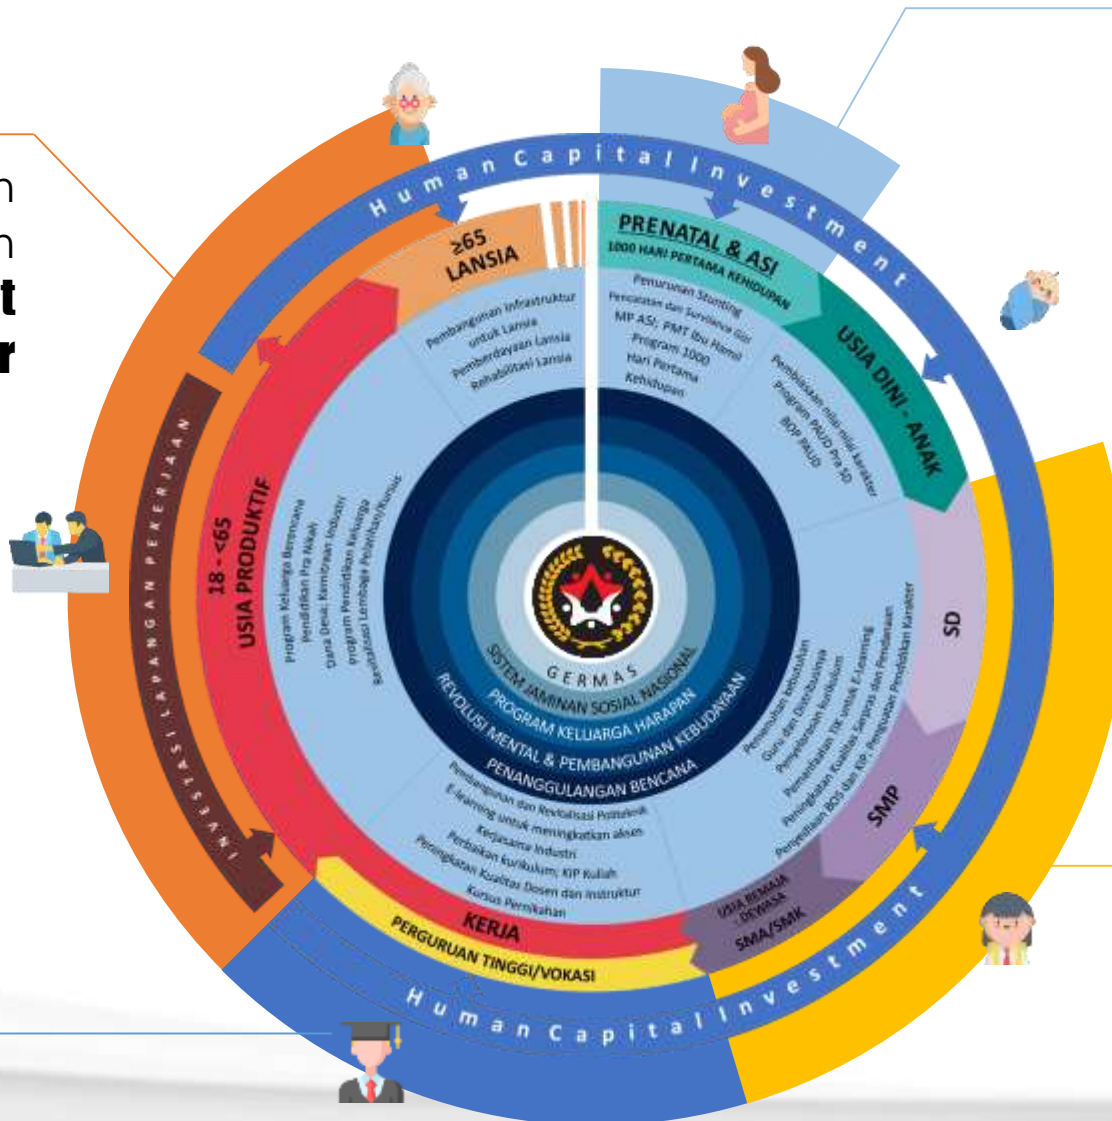 n
n
t
r
Human Capital Investment
PRENATAL & ASI
1000 HARI PERTAMA KEHIDUPAN
Penurunan Stunting
Pencatatan dan Survilance Gizi
MP ASI; PMT Ibu Hamil
Program 1000
Hari Pertama
Kehidupan
USIA DINI - ANAK
Pembiasaan nilai-nilai karakter
Program PAUD Pra SD
BOP PAUD
SD
SMP
USIA REMAJA
DEWASA
SMA/SMK
Pemenuhan kebutuhan
Guru dan Distribusinya
Penyelarasan kurikulum
Pemanfaatan TIK untuk E-Learning
Peningkatan Kualitas Sarpras dan Pendanaan
Penyediaan BOS dan KIP, Penguatan Pendidikan Karakter
Human Capital Investment
PERGURUAN TINGGI/VOKASI
KERJA
Pembangunan dan Revitalisasi Politeknik
E-learning untuk meningkatkan akses
Kerjasama Industri
Perbaikan kurikulum; KIP Kuliah
Peningkatan Kualitas Dosen dan Instruktur
Kursus Pernikahan
INVESTASI LAPANGAN PEKERJAAN
18 - <65
USIA PRODUKTIF
Program Keluarga Berencana
Pendidikan Pra Nikah
Dana Desa; Kemitraan Industri
Program Pendidikan Keluarga
Revitalisasi Lembaga Pelatihan/Kursus
≥65
LANSIA
Pembangunan Infrastruktur
untuk Lansia
Pemberdayaan Lansia
Rehabilitasi Lansia
GERMAS
SISTEM JAMINAN SOSIAL NASIONAL
PROGRAM KELUARGA HARAPAN
REVOLUSI MENTAL & PEMBANGUNAN KEBUDAYAAN
PENANGGULANGAN BENCANA